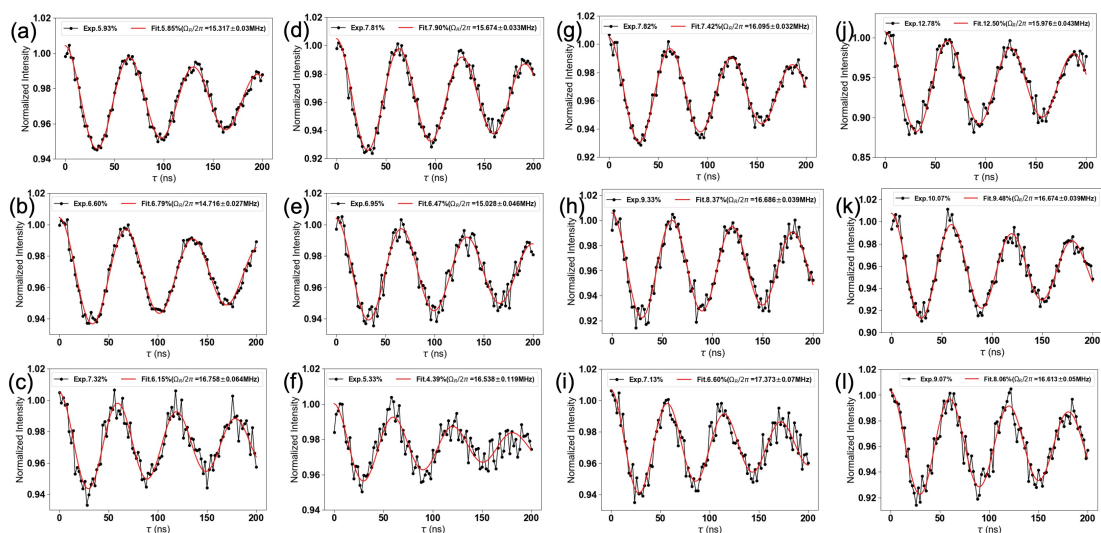 (a)
Exp.5.93% Fit.5.85%(Ω_R/2π =15.317±0.03MHz)
Normalized Intensity
1.02
1.00
0.98
0.96
0.94
0 50 100 150 200
τ (ns)
(d)
Exp.7.81% Fit.7.90%(Ω_R/2π =15.674±0.033MHz)
Normalized Intensity
1.02
1.00
0.98
0.96
0.94
0.92
0 50 100 150 200
τ (ns)
(g)
Exp.7.82% Fit.7.42%(Ω_R/2π =16.095±0.032MHz)
Normalized Intensity
1.00
0.98
0.96
0.94
0.92
0 50 100 150 200
τ (ns)
(j)
Exp.12.78% Fit.12.50%(Ω_R/2π =15.976±0.043MHz)
Normalized Intensity
1.00
0.95
0.90
0.85
0 50 100 150 200
τ (ns)
(b)
Exp.6.60% Fit.6.79%(Ω_R/2π =14.716±0.027MHz)
Normalized Intensity
1.02
1.00
0.98
0.96
0.94
0 50 100 150 200
τ (ns)
(e)
Exp.6.95% Fit.6.47%(Ω_R/2π =15.028±0.046MHz)
Normalized Intensity
1.02
1.00
0.98
0.96
0.94
0 50 100 150 200
τ (ns)
(h)
Exp.9.33% Fit.8.37%(Ω_R/2π =16.686±0.039MHz)
Normalized Intensity
1.02
1.00
0.98
0.96
0.94
0.92
0 50 100 150 200
τ (ns)
(k)
Exp.10.07% Fit.9.48%(Ω_R/2π =16.674±0.039MHz)
Normalized Intensity
1.02
1.00
0.98
0.96
0.94
0.92
0.90
0 50 100 150 200
τ (ns)
(c)
Exp.7.32% Fit.6.15%(Ω_R/2π =16.758±0.064MHz)
Normalized Intensity
1.02
1.00
0.98
0.96
0.94
0 50 100 150 200
τ (ns)
(f)
Exp.5.33% Fit.4.39%(Ω_R/2π =16.538±0.119MHz)
Normalized Intensity
1.02
1.00
0.98
0.96
0.94
0 50 100 150 200
τ (ns)
(i)
Exp.7.13% Fit.6.60%(Ω_R/2π =17.373±0.07MHz)
Normalized Intensity
1.02
1.00
0.98
0.96
0.94
0 50 100 150 200
τ (ns)
(l)
Exp.9.07% Fit.8.06%(Ω_R/2π =16.613±0.05MHz)
Normalized Intensity
1.02
1.00
0.98
0.96
0.94
0.92
0 50 100 150 200
τ (ns)